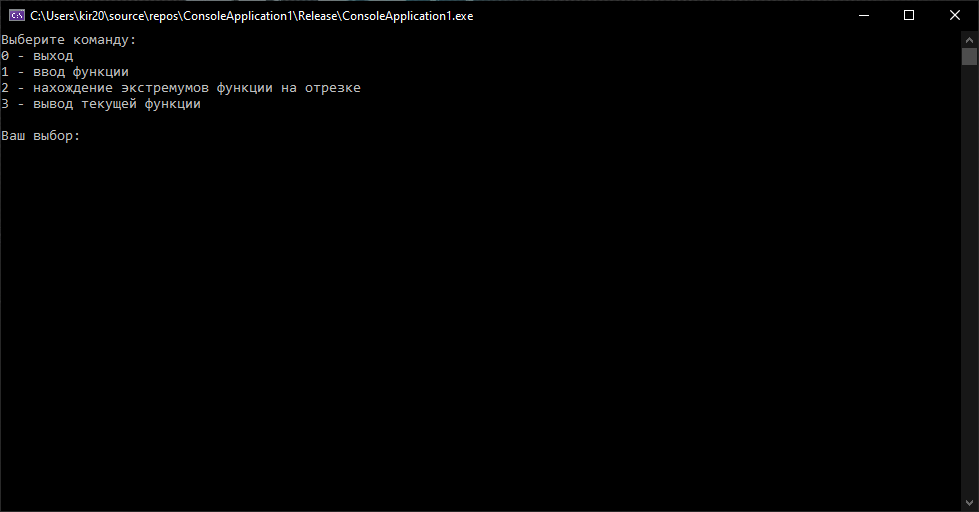 C:\Users\kir20\source\repos\ConsoleApplication1\Release\ConsoleApplication1.exe
Выберите команду:
0 - выход
1 - ввод функции
2 - нахождение экстремумов функции на отрезке
3 - вывод текущей функции
Ваш выбор: